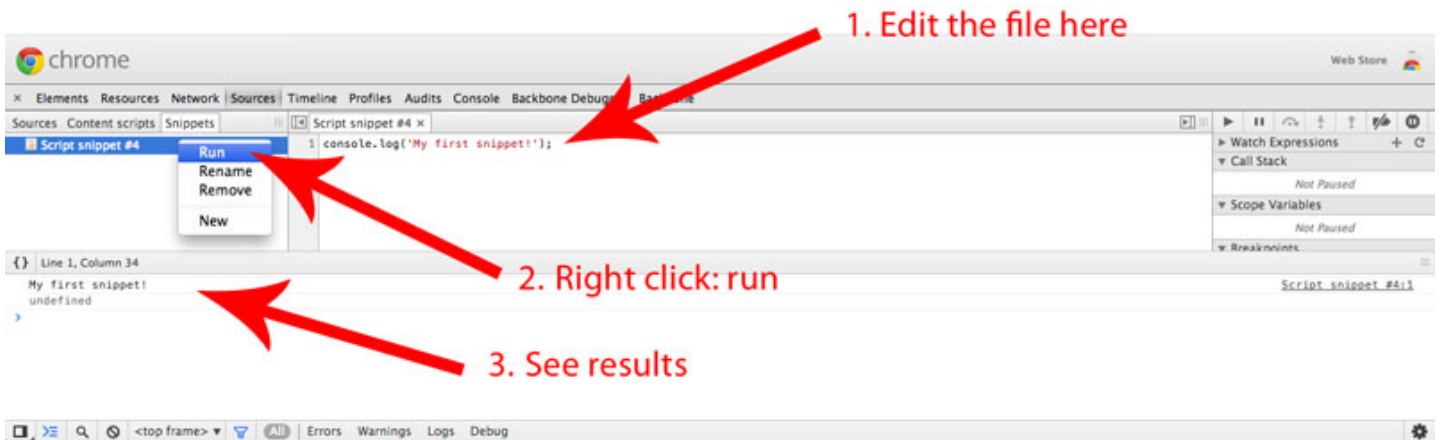 1. Edit the file here
chrome
Web Store
× Elements Resources Network Sources Timeline Profiles Audits Console Backbone Debugg
Sources Content scripts Snippets
Script snippet #4 ×
Script snippet #4
1 console.log('My first snippet!');
Run
Rename
Remove
New
Watch Expressions + C
Call Stack
Not Paused
Scope Variables
Not Paused
Breakpoints
{} Line 1, Column 34
2. Right click: run
My first snippet!
Script snippet #4:1
undefined
>
3. See results
<top frame> ▼ All Errors Warnings Logs Debug